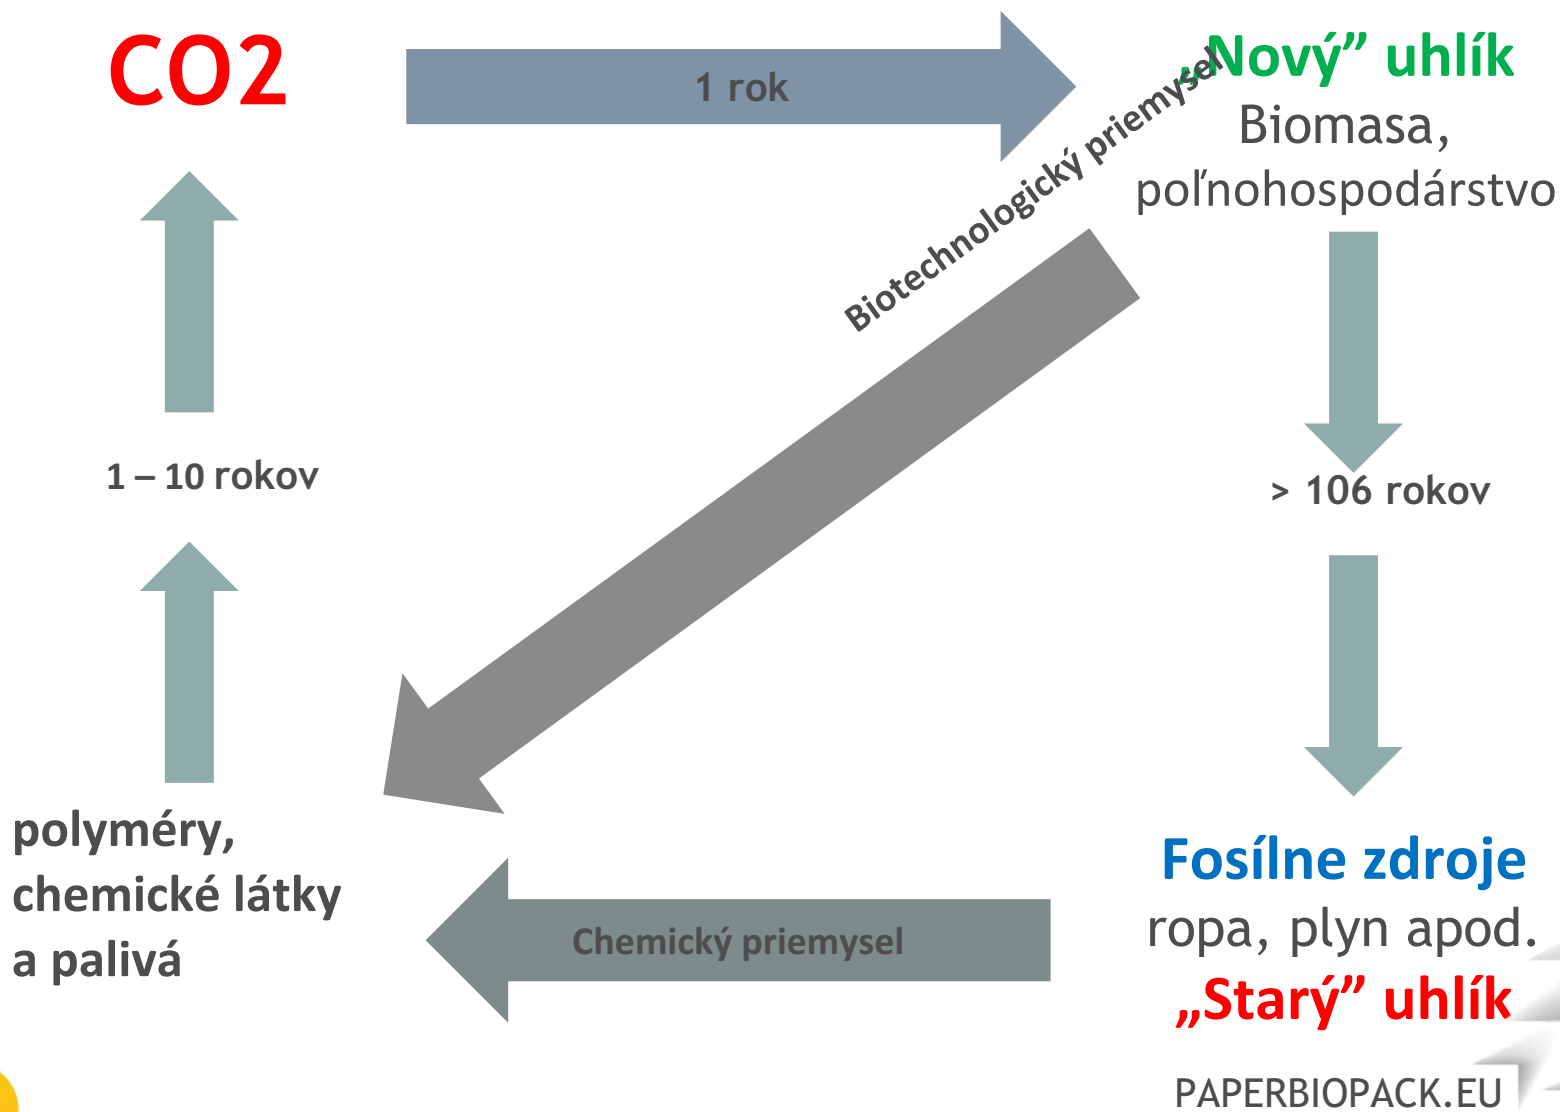 CO2
1 rok
„Nový” uhlík
Biomasa,
poľnohospodárstvo
Biotechnologický priemysel
1 – 10 rokov
> 106 rokov
polyméry,
chemické látky
a palivá
Chemický priemysel
Fosílne zdroje
ropa, plyn apod.
„Starý” uhlík
PAPERBIOPACK.EU